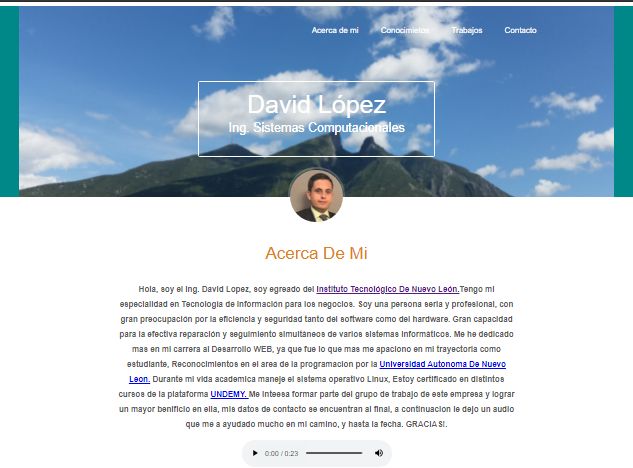 Acerca de mi Conocimietos Trabajos Contacto
David López
Ing. Sistemas Computacionales
Acerca De Mi
Hola, soy el Ing. David Lopez, soy egreado del Instituto Tecnológico De Nuevo León.Tengo mi
especialidad en Tecnologia de Información para los negocios. Soy una persona seria y profesional, con
gran preocupación por la eficiencia y seguridad tanto del software como del hardware. Gran capacidad
para la efectiva reparación y seguimiento simultáneos de varios sistemas informáticos. Me he dedicado
mas en mi carrera al Desarrollo WEB, ya que fue lo que mas me apaciono en mi trayectoria como
estudiante, Reconocimientos en el area de la programacion por la Universidad Autonoma De Nuevo
Leon. Durante mi vida academica maneje el sistema operativo Linux, Estoy certificado en distintos
cursos de la plataforma UNDEMY. Me interesa formar parte del grupo de trabajo de este empresa y lograr
un mayor benificio en ella, mis datos de contacto se encuentran al final, a continuacion le dejo un audio
que me a ayudado mucho en mi camino, y hasta la fecha. GRACIAS!.
0:00 / 0:23